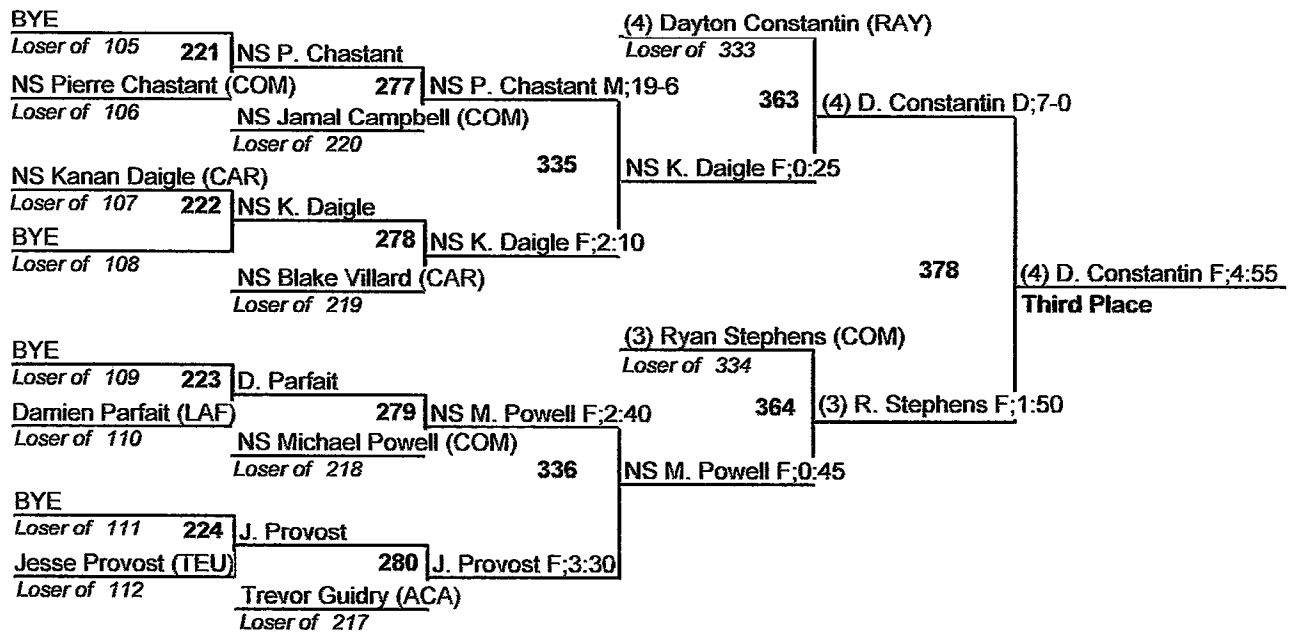 BYE
Loser of 105
221
NS P. Chastant
NS Pierre Chastant (COM)
Loser of 106
277
NS P. Chastant M;19-6
NS Jamal Campbell (COM)
Loser of 220
335
NS Kanan Daigle (CAR)
Loser of 107
222
NS K. Daigle
BYE
Loser of 108
278
NS K. Daigle F;2:10
NS Blake Villard (CAR)
Loser of 219
(4) Dayton Constantin (RAY)
Loser of 333
363
(4) D. Constantin D;7-0
NS K. Daigle F;0:25
378
(4) D. Constantin F;4:55
Third Place
BYE
Loser of 109
223
D. Parfait
Damien Parfait (LAF)
Loser of 110
279
NS M. Powell F;2:40
NS Michael Powell (COM)
Loser of 218
336
BYE
Loser of 111
224
J. Provost
Jesse Provost (TEU)
Loser of 112
280
J. Provost F;3:30
Trevor Guidry (ACA)
Loser of 217
(3) Ryan Stephens (COM)
Loser of 334
364
(3) R. Stephens F;1:50
NS M. Powell F;0:45